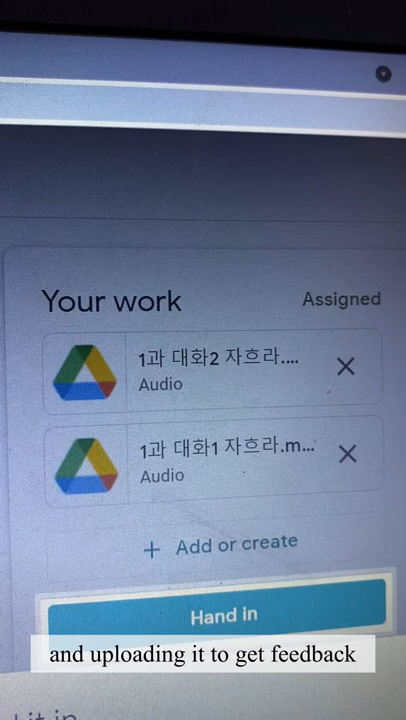 Your work
Assigned
1과 대화2 자흐라....
Audio
1과 대화1 자흐라.m...
Audio
+ Add or create
Hand in
and uploading it to get feedback